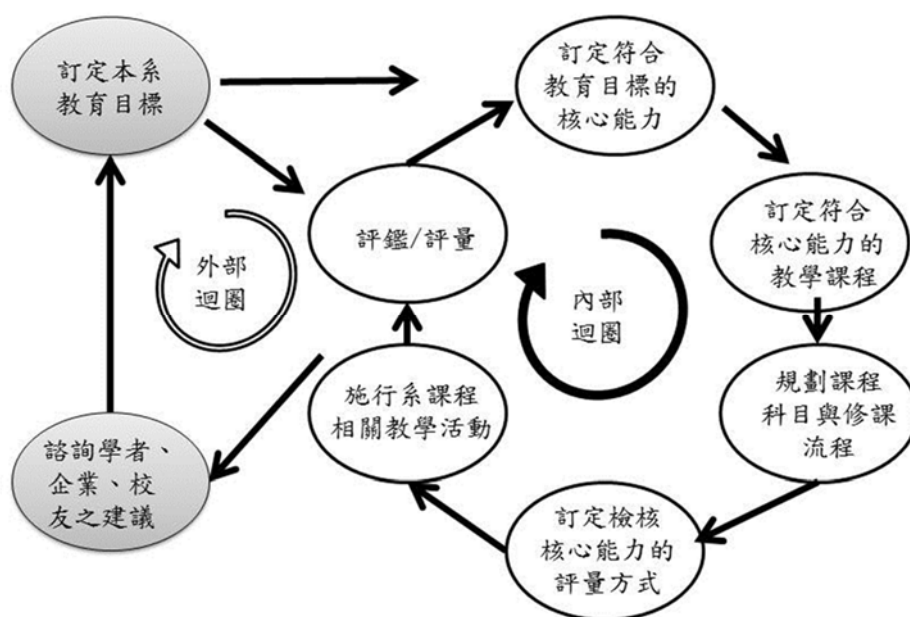 訂定本系
教育目標
訂定符合
教育目標的
核心能力
評鑑/評量
訂定符合
核心能力的
教學課程
外部
迴圈
內部
迴圈
施行系課程
相關教學活動
規劃課程
科目與修課
流程
諮詢學者、
企業、校
友之建議
訂定檢核
核心能力的
評量方式